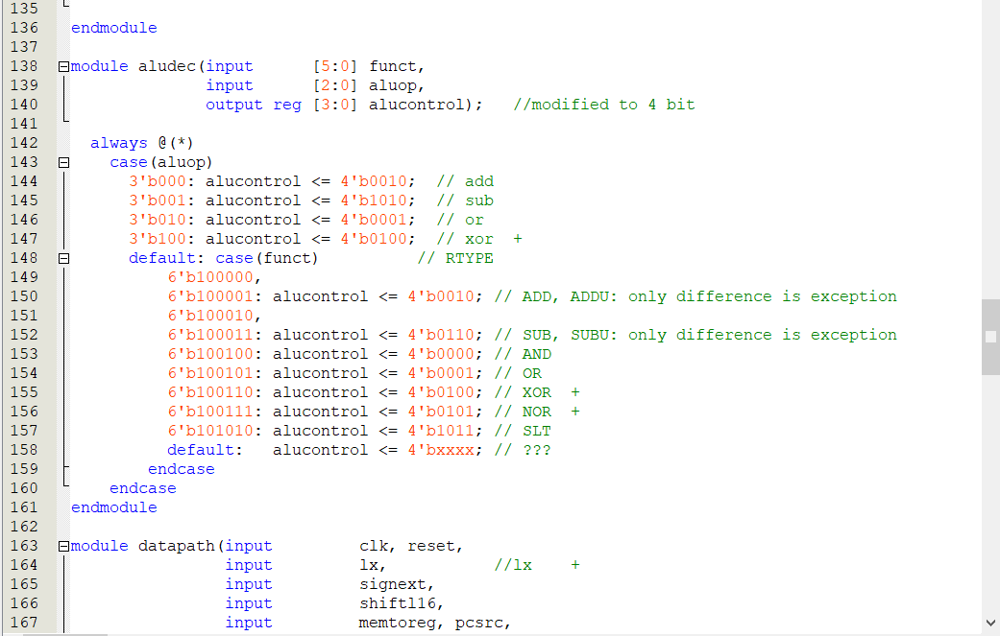 135
136 endmodule
137
138 module aludec(input      [5:0] funct,
139               input      [2:0] aluop,
140               output reg [3:0] alucontrol);   //modified to 4 bit
141
142   always @(*)
143     case(aluop)
144       3'b000: alucontrol <= 4'b0010;  // add
145       3'b001: alucontrol <= 4'b1010;  // sub
146       3'b010: alucontrol <= 4'b0001;  // or
147       3'b100: alucontrol <= 4'b0100;  // xor  +
148       default: case(funct)          // RTYPE
149           6'b100000,
150           6'b100001: alucontrol <= 4'b0010; // ADD, ADDU: only difference is exception
151           6'b100010,
152           6'b100011: alucontrol <= 4'b0110; // SUB, SUBU: only difference is exception
153           6'b100100: alucontrol <= 4'b0000; // AND
154           6'b100101: alucontrol <= 4'b0001; // OR
155           6'b100110: alucontrol <= 4'b0100; // XOR  +
156           6'b100111: alucontrol <= 4'b0101; // NOR  +
157           6'b101010: alucontrol <= 4'b1011; // SLT
158           default:   alucontrol <= 4'bxxxx; // ???
159         endcase
160     endcase
161 endmodule
162
163 module datapath(input         clk, reset,
164                 input         lx,           //lx    +
165                 input         signext,
166                 input         shiftl16,
167                 input         memtoreg, pcsrc,